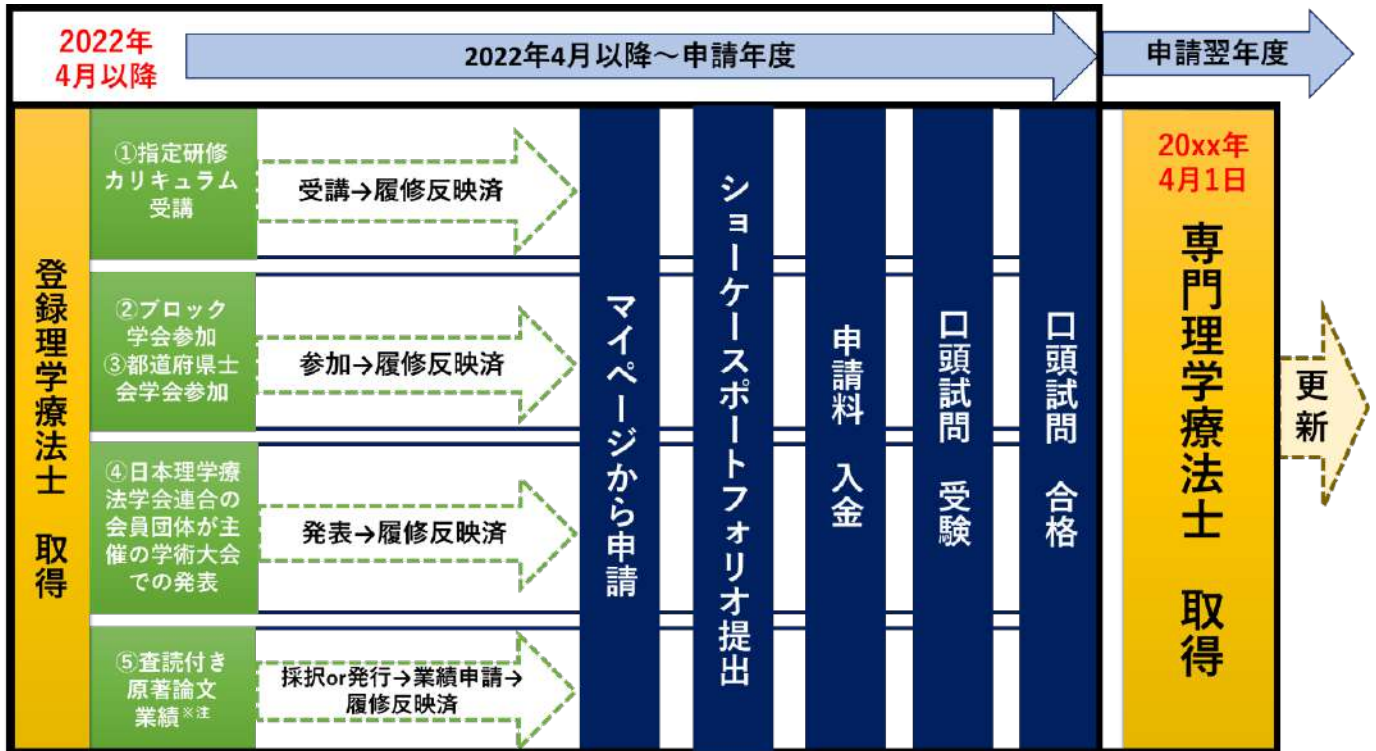 2022年
4月以降
2022年4月以降～申請年度
申請翌年度
登録理学療法士 取得
①指定研修
カリキュラム
受講
受講→履修反映済
②ブロック
学会参加
③都道府県士
会学会参加
参加→履修反映済
④日本理学療
法学会連合の
会員団体が主
催の学術大会
での発表
発表→履修反映済
⑤査読付き
原著論文
業績※注
採択or発行→業績申請→
履修反映済
マイページから申請
ショーケースポートフォリオ提出
申請料 入金
口頭試問 受験
口頭試問 合格
20xx年
4月1日
専門理学療法士 取得
更新